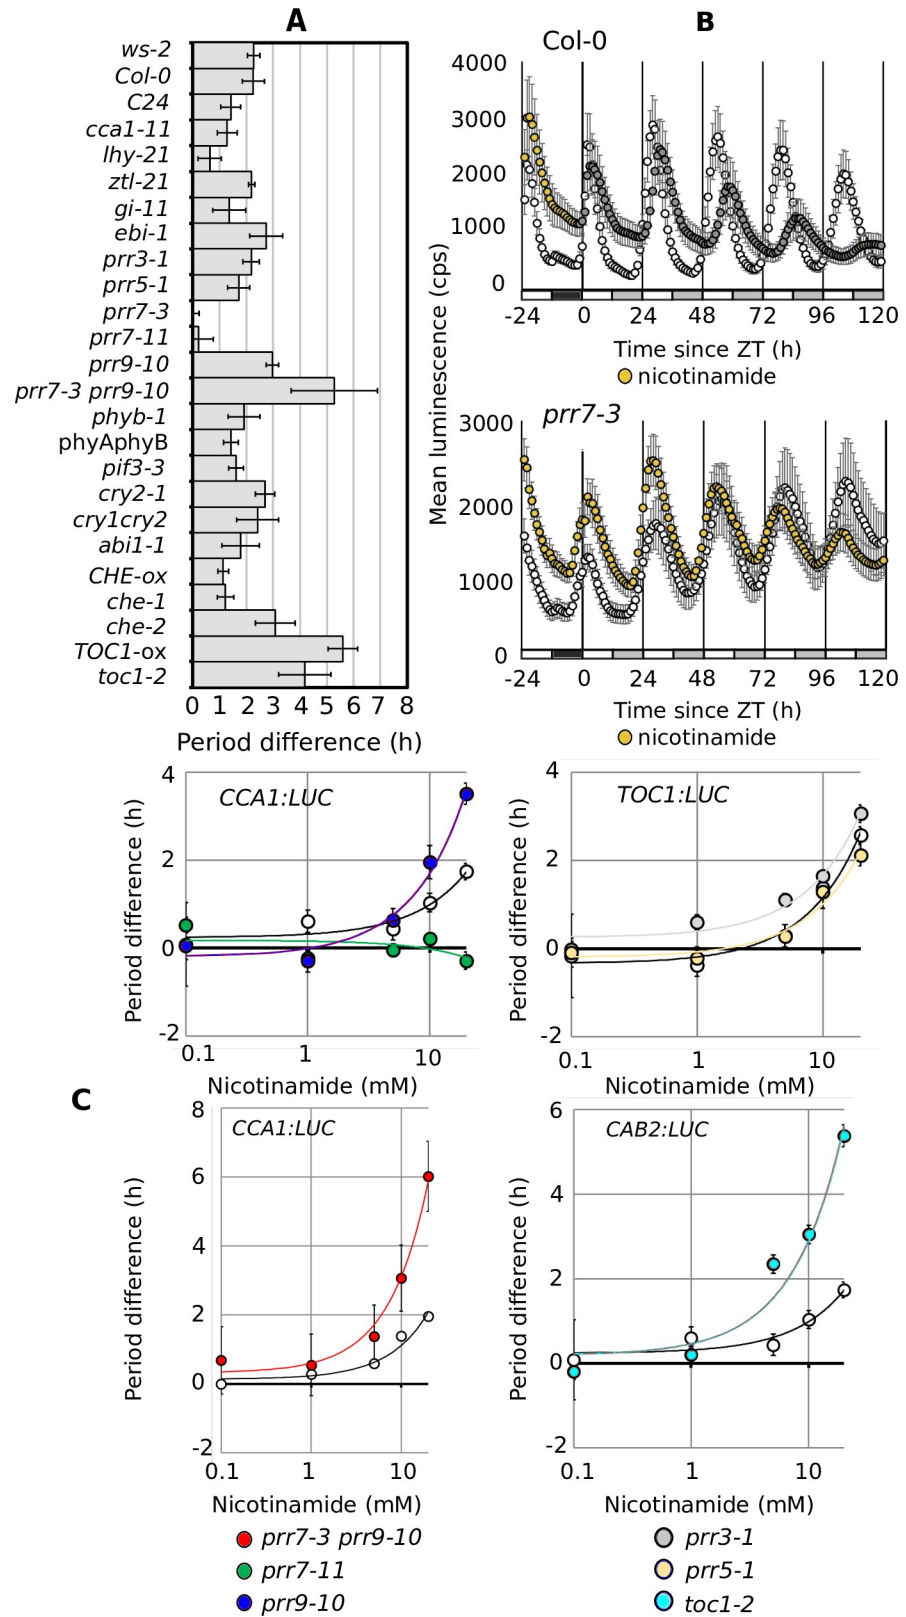 A
ws-2
Col-0
C24
cca1-11
lhy-21
ztl-21
gi-11
ebi-1
prr3-1
prr5-1
prr7-3
prr7-11
prr9-10
prr7-3 prr9-10
phyb-1
phyAphyB
pif3-3
cry2-1
cry1cry2
abi1-1
CHE-ox
che-1
che-2
TOC1-ox
toc1-2
0 1 2 3 4 5 6 7 8
Period difference (h)
B
Col-0
Mean luminescence (cps)
4000
3000
2000
1000
0
-24 0 24 48 72 96 120
Time since ZT (h)
nicotinamide
prr7-3
3000
2000
1000
0
-24 0 24 48 72 96 120
Time since ZT (h)
nicotinamide
C
CCA1:LUC
Period difference (h)
4
2
0
-2
0.1 1 10
Nicotinamide (mM)
TOC1:LUC
Period difference (h)
4
2
0
-2
0.1 1 10
Nicotinamide (mM)
CCA1:LUC
Period difference (h)
8
6
4
2
0
-2
0.1 1 10
Nicotinamide (mM)
CAB2:LUC
Period difference (h)
6
4
2
0
-2
0.1 1 10
Nicotinamide (mM)
prr7-3 prr9-10
prr7-11
prr9-10
prr3-1
prr5-1
toc1-2